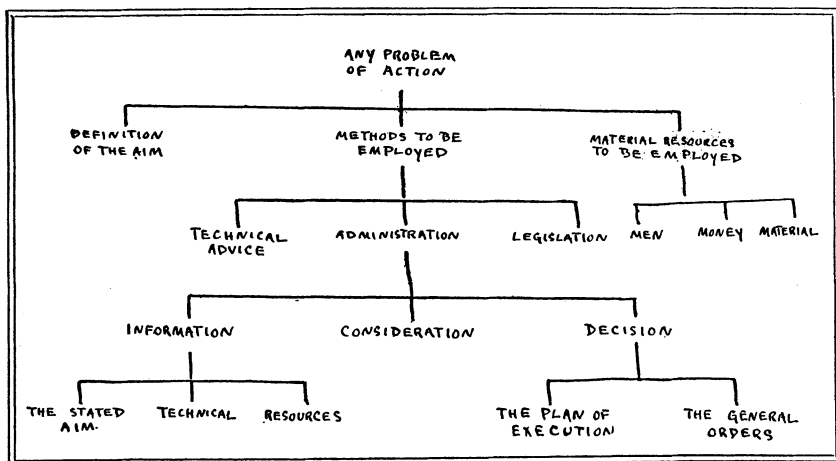 ANY PROBLEM
OF ACTION
DEFINITION
OF THE AIM
METHODS TO BE
EMPLOYED
MATERIAL RESOURCES
TO BE EMPLOYED
TECHNICAL
ADVICE
ADMINISTRATION
LEGISLATION
MEN
MONEY
MATERIAL
INFORMATION
CONSIDERATION
DECISION
THE STATED
AIM.
TECHNICAL
RESOURCES
THE PLAN OF
EXECUTION
THE GENERAL
ORDERS